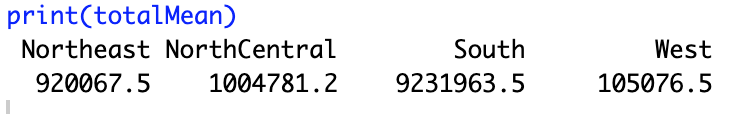 print(totalMean)
Northeast NorthCentral South West
920067.5 1004781.2 9231963.5 105076.5